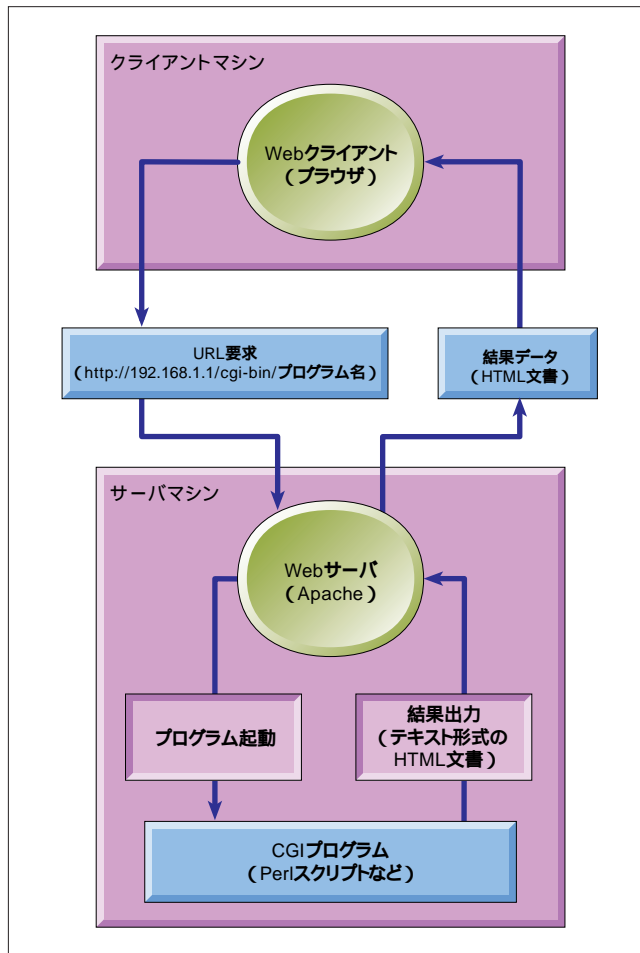 クライアントマシン
Webクライアント
(ブラウザ)
URL要求
(http://192.168.1.1/cgi-bin/プログラム名)
結果データ
(HTML文書)
サーバマシン
Webサーバ
(Apache)
プログラム起動
結果出力
(テキスト形式の
HTML文書)
CGIプログラム
(Perlスクリプトなど)